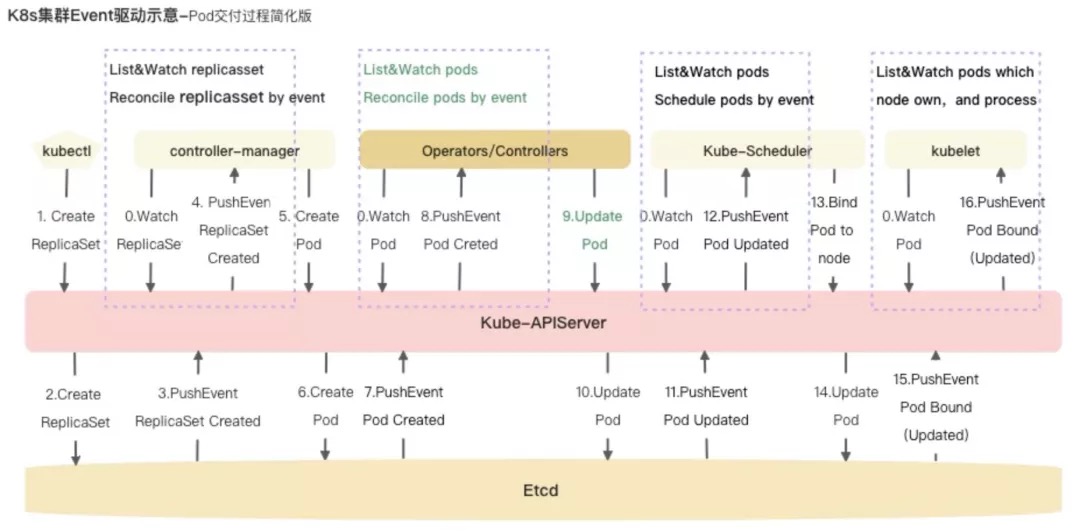 K8s集群Event驱动示意-Pod交付过程简化版
List&Watch replicasset
Reconcile replicasset by event
List&Watch pods
Reconcile pods by event
List&Watch pods
Schedule pods by event
List&Watch pods which
node own, and process
kubectl
controller-manager
Operators/Controllers
Kube-Scheduler
kubelet
1. Create
ReplicaSet
0.Watch
ReplicaSe
4. PushEven
ReplicaSet
Created
5. Create
Pod
0.Watch
Pod
8.PushEvent
Pod Creted
9.Update
Pod
0.Watch
Pod
12.PushEvent
Pod Updated
13.Bind
Pod to
node
0.Watch
Pod
16.PushEvent
Pod Bound
(Updated)
Kube-APIServer
2.Create
ReplicaSet
3.PushEvent
ReplicaSet Created
6.Create
Pod
7.PushEvent
Pod Created
10.Update
Pod
11.PushEvent
Pod Updated
14.Update
Pod
15.PushEvent
Pod Bound
(Updated)
Etcd